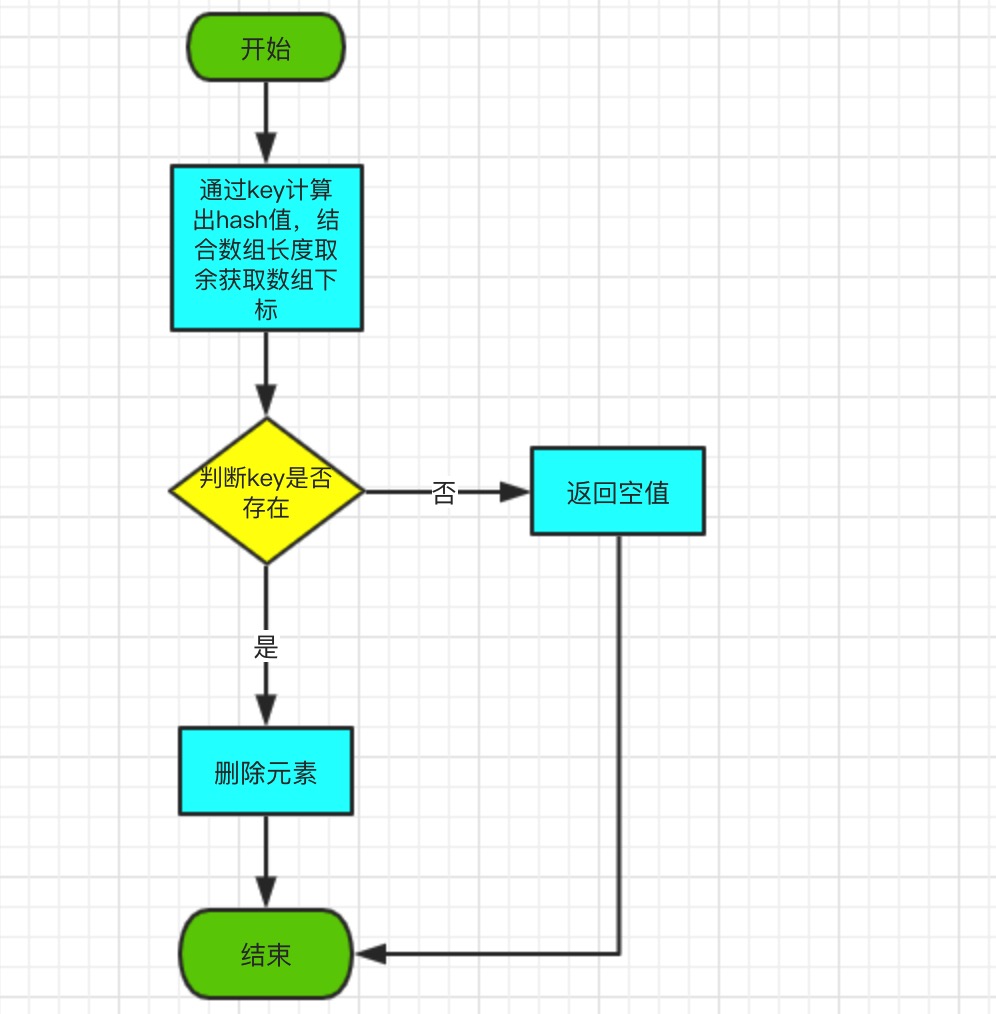 开始
通过key计算
出hash值，结
合数组长度取
余获取数组下
标
判断key是否
存在
否
返回空值
是
删除元素
结束